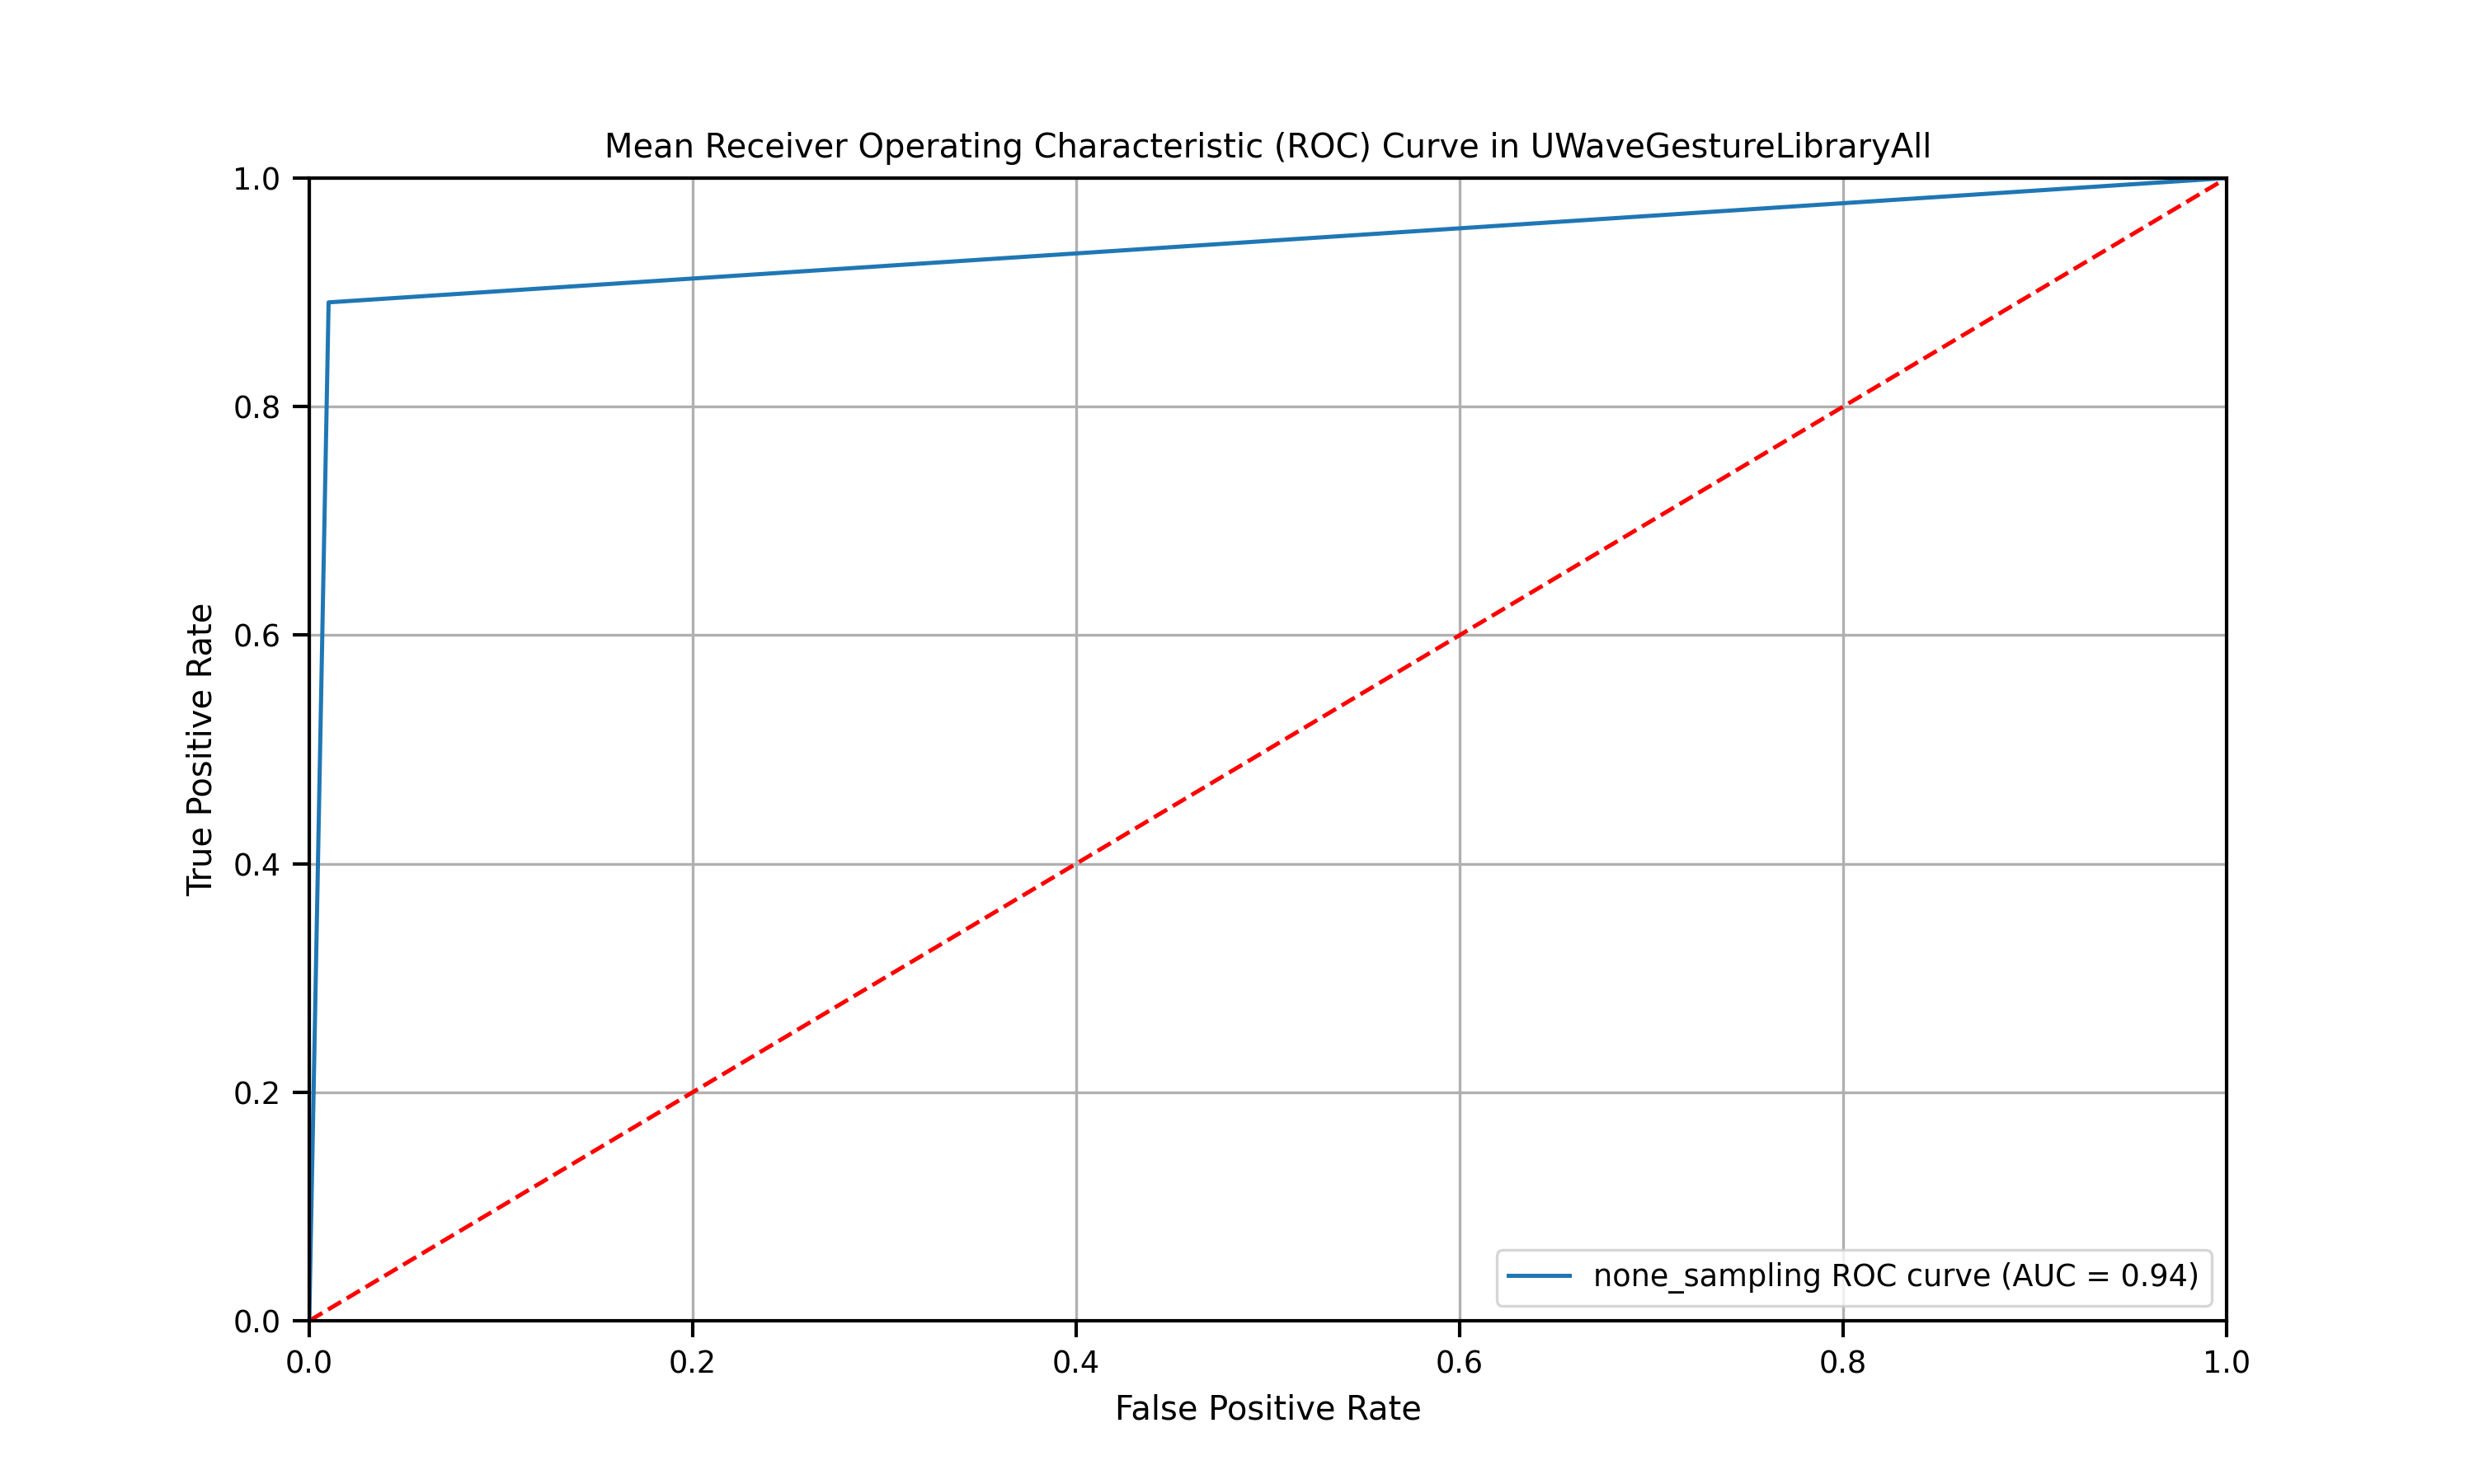 Mean Receiver Operating Characteristic (ROC) Curve in UWaveGestureLibraryAll
1.0
0.8
0.6
0.4
0.2
0.0
True Positive Rate
0.0 0.2 0.4 0.6 0.8 1.0
False Positive Rate
none_sampling ROC curve (AUC = 0.94)